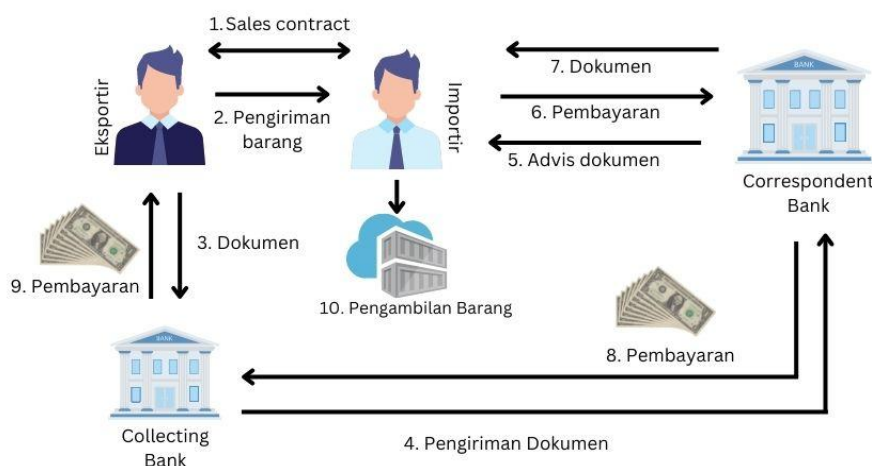 1.Sales contract
Eksportir
2. Pengiriman
barang
Importir
7. Dokumen
6. Pembayaran
5. Advis dokumen
BANK
Correspondent
Bank
3. Dokumen
9. Pembayaran
10. Pengambilan Barang
8. Pembayaran
BANK
Collecting
Bank
4. Pengiriman Dokumen